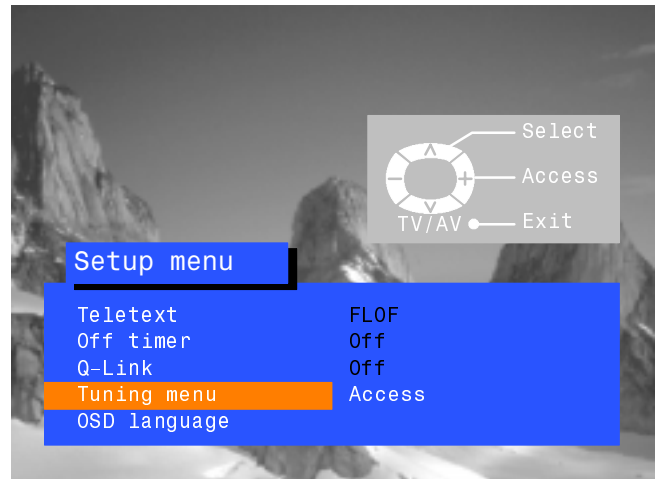 Select
Access
TV/AV Exit
Setup menu
Teletext FLOF
Off timer Off
Q-Link Off
Tuning menu Access
OSD language